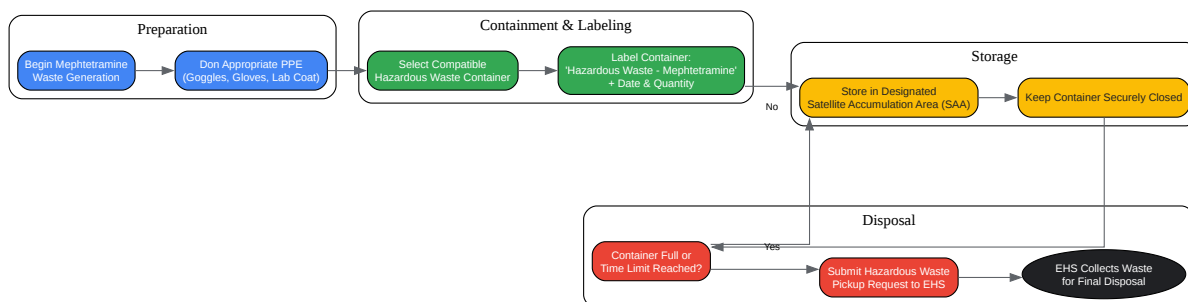 Preparation
Begin Mephtetramine
Waste Generation
Don Appropriate PPE
(Goggles, Gloves, Lab Coat)
Containment & Labeling
Select Compatible
Hazardous Waste Container
Label Container:
'Hazardous Waste - Mephtetramine'
+ Date & Quantity
No
Storage
Store in Designated
Satellite Accumulation Area (SAA)
Keep Container Securely Closed
Disposal
Container Full or
Time Limit Reached?
Yes
Submit Hazardous Waste
Pickup Request to EHS
EHS Collects Waste
for Final Disposal